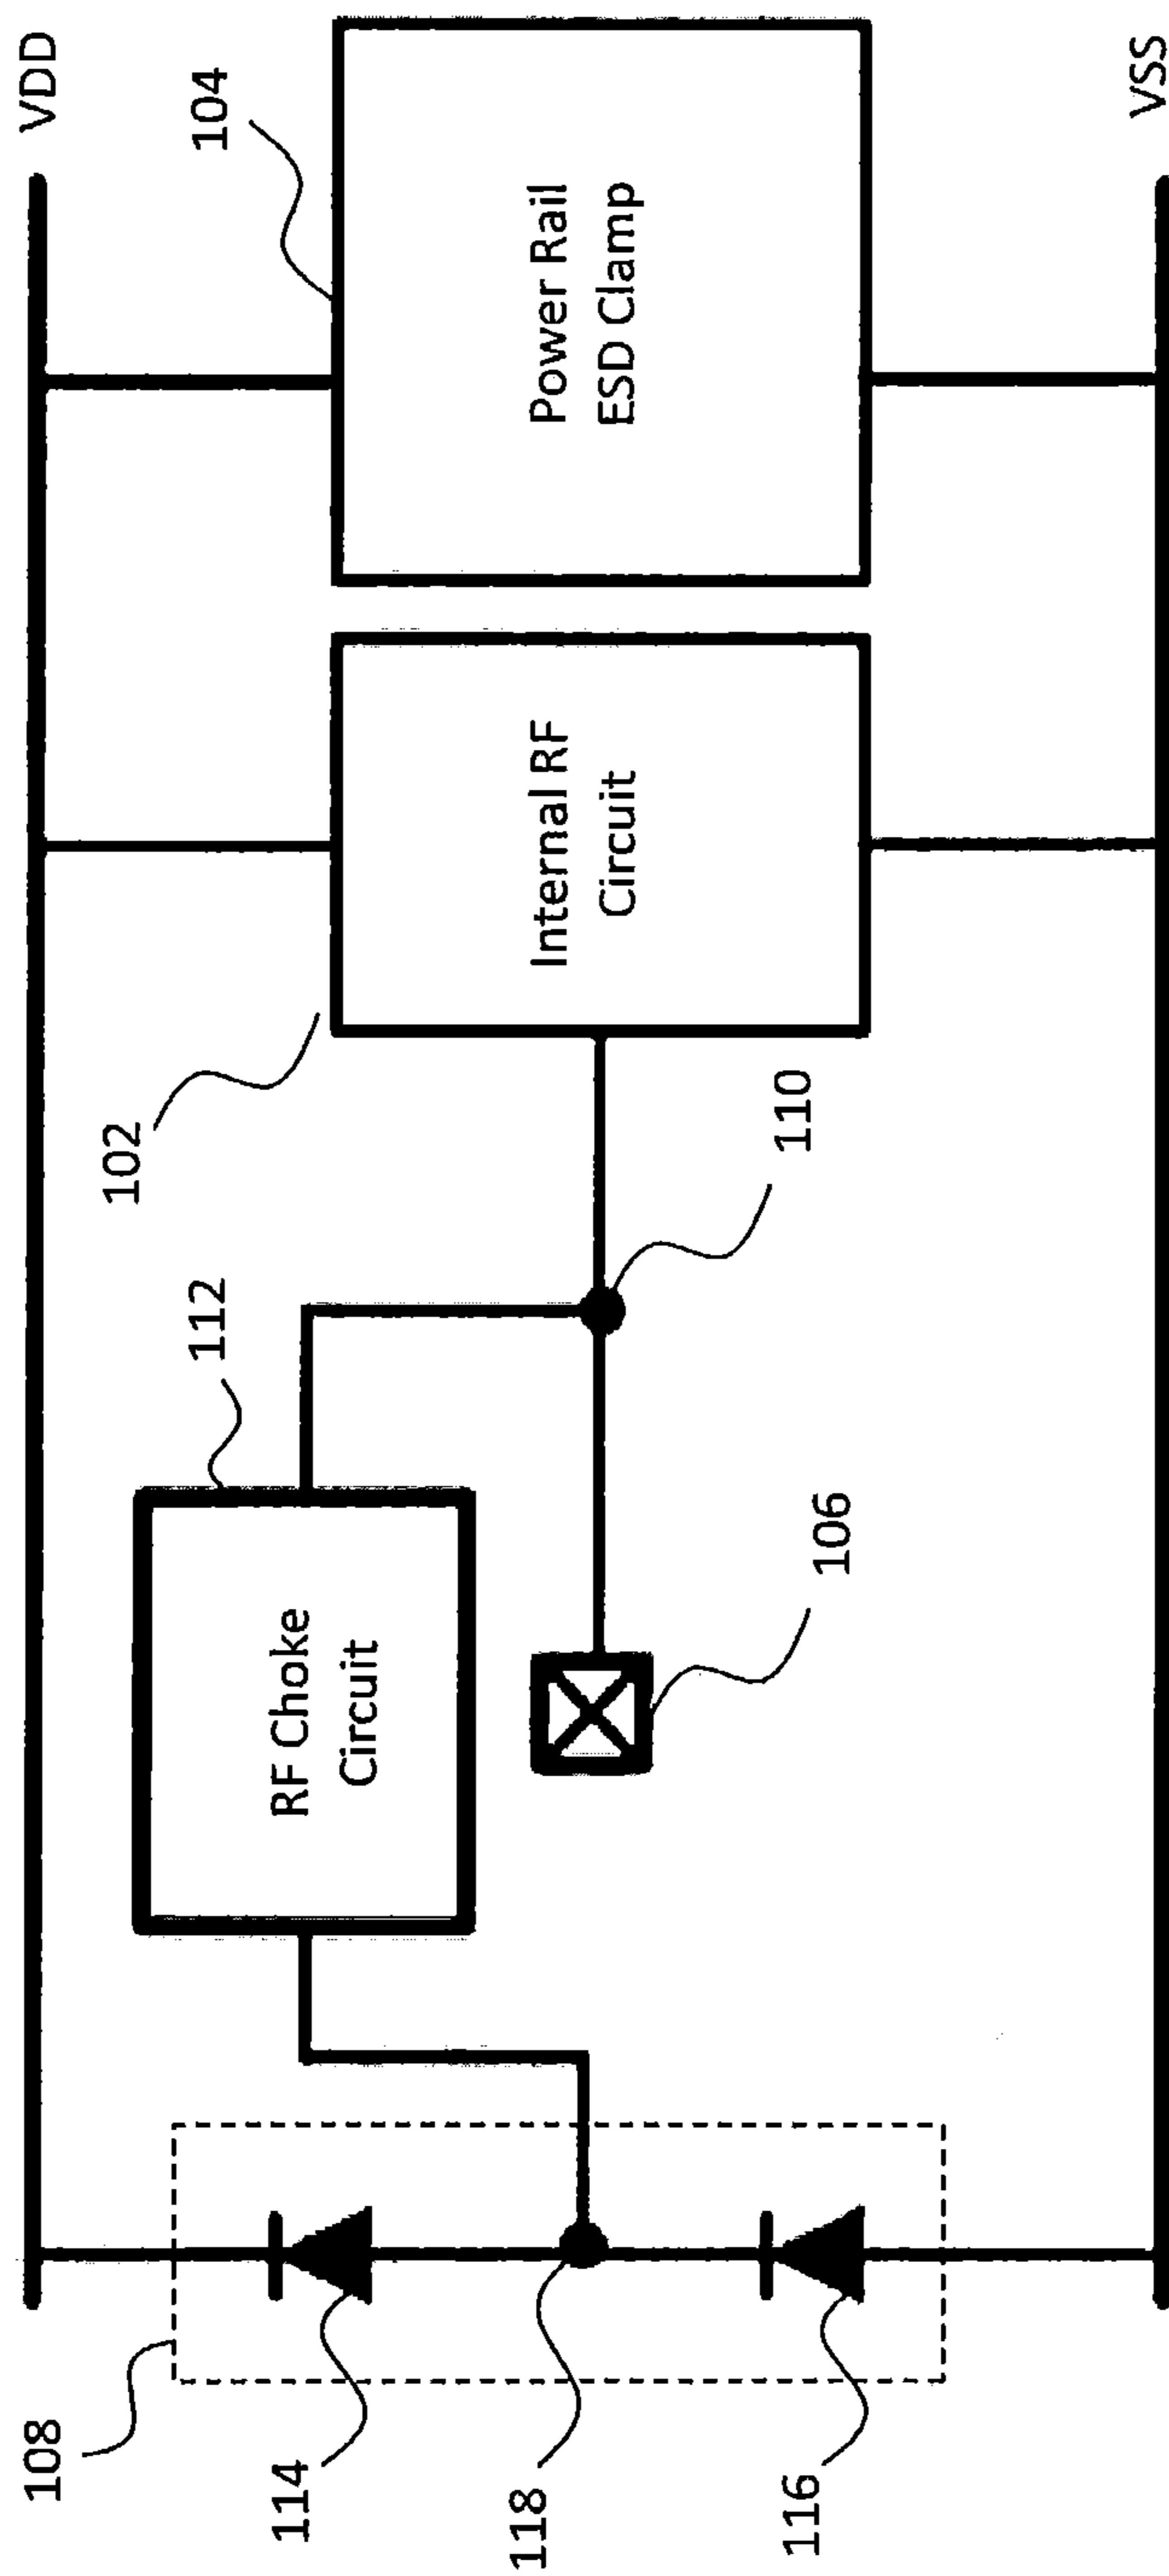 VDD
104
Power Rail
ESD Clamp
102
Internal RF
Circuit
110
112
RF Choke
Circuit
106
108
114
118
116
VSS